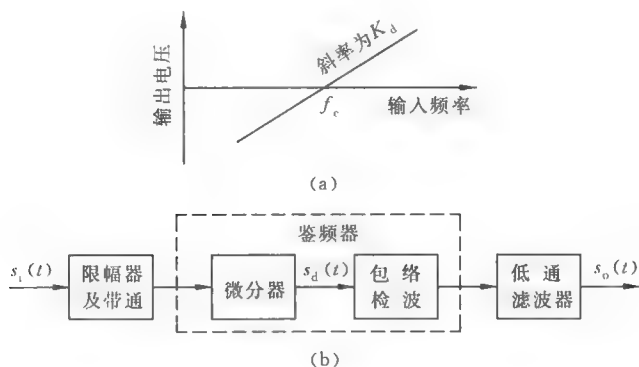 输出电压
斜率为K_d
f_c
输入频率
(a)
鉴频器
s_i(t)
限幅器
及带通
微分器
s_d(t)
包络
检波
低通
滤波器
s_o(t)
(b)